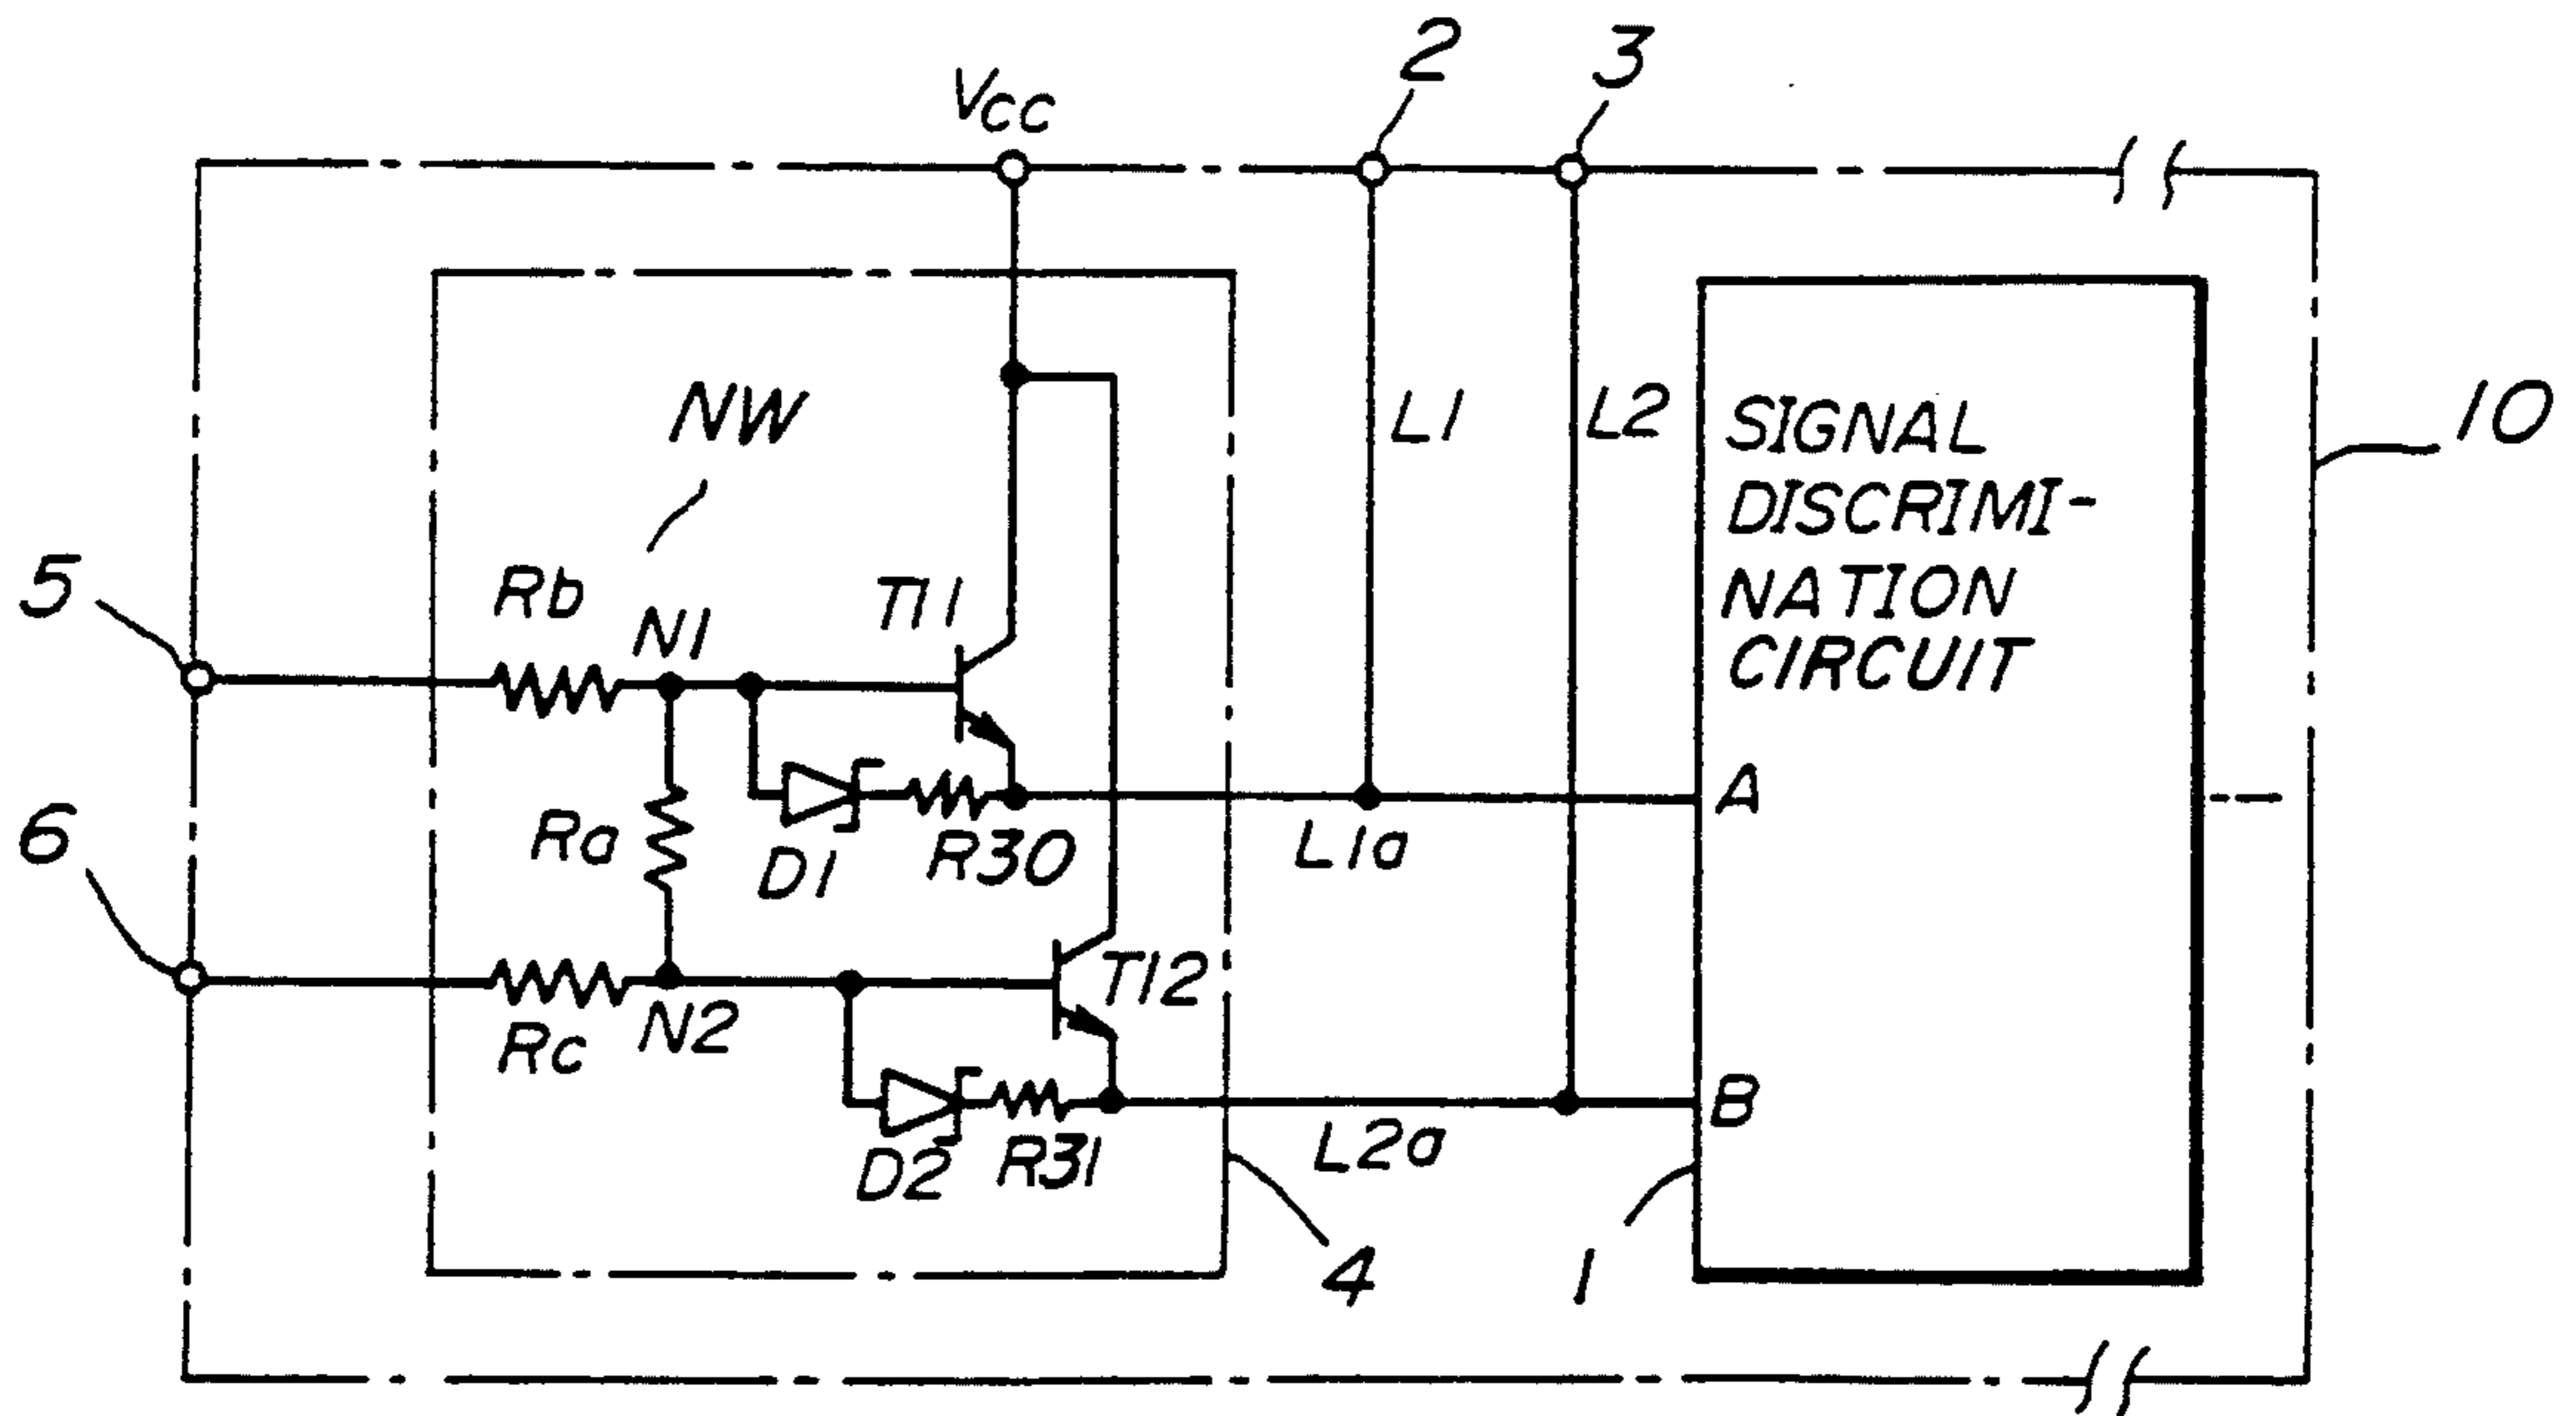 2
3
VCC
10
NW
L1
L2
SIGNAL
DISCRIMI-
NATION
CIRCUIT
5
Rb
N1
T11
A
6
Ra
D1
R30
L1a
T12
Rc
N2
B
D2
R31
L2a
4
1